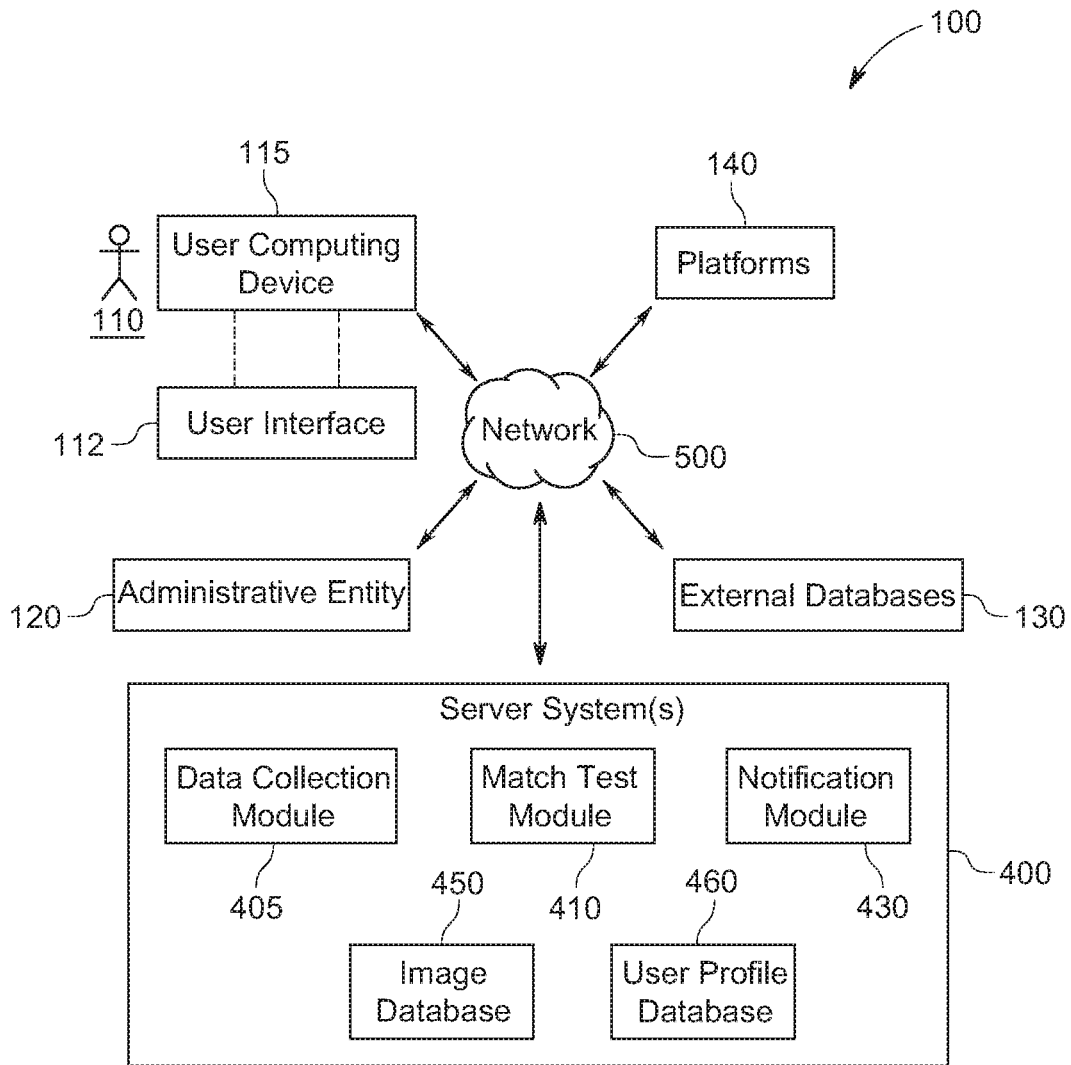 100
115
140
User Computing
Device
Platforms
110
User Interface
112
Network
500
Administrative Entity
120
External Databases
130
Server System(s)
Data Collection
Module
Match Test
Module
Notification
Module
400
405
450
410
460
430
Image
Database
User Profile
Database